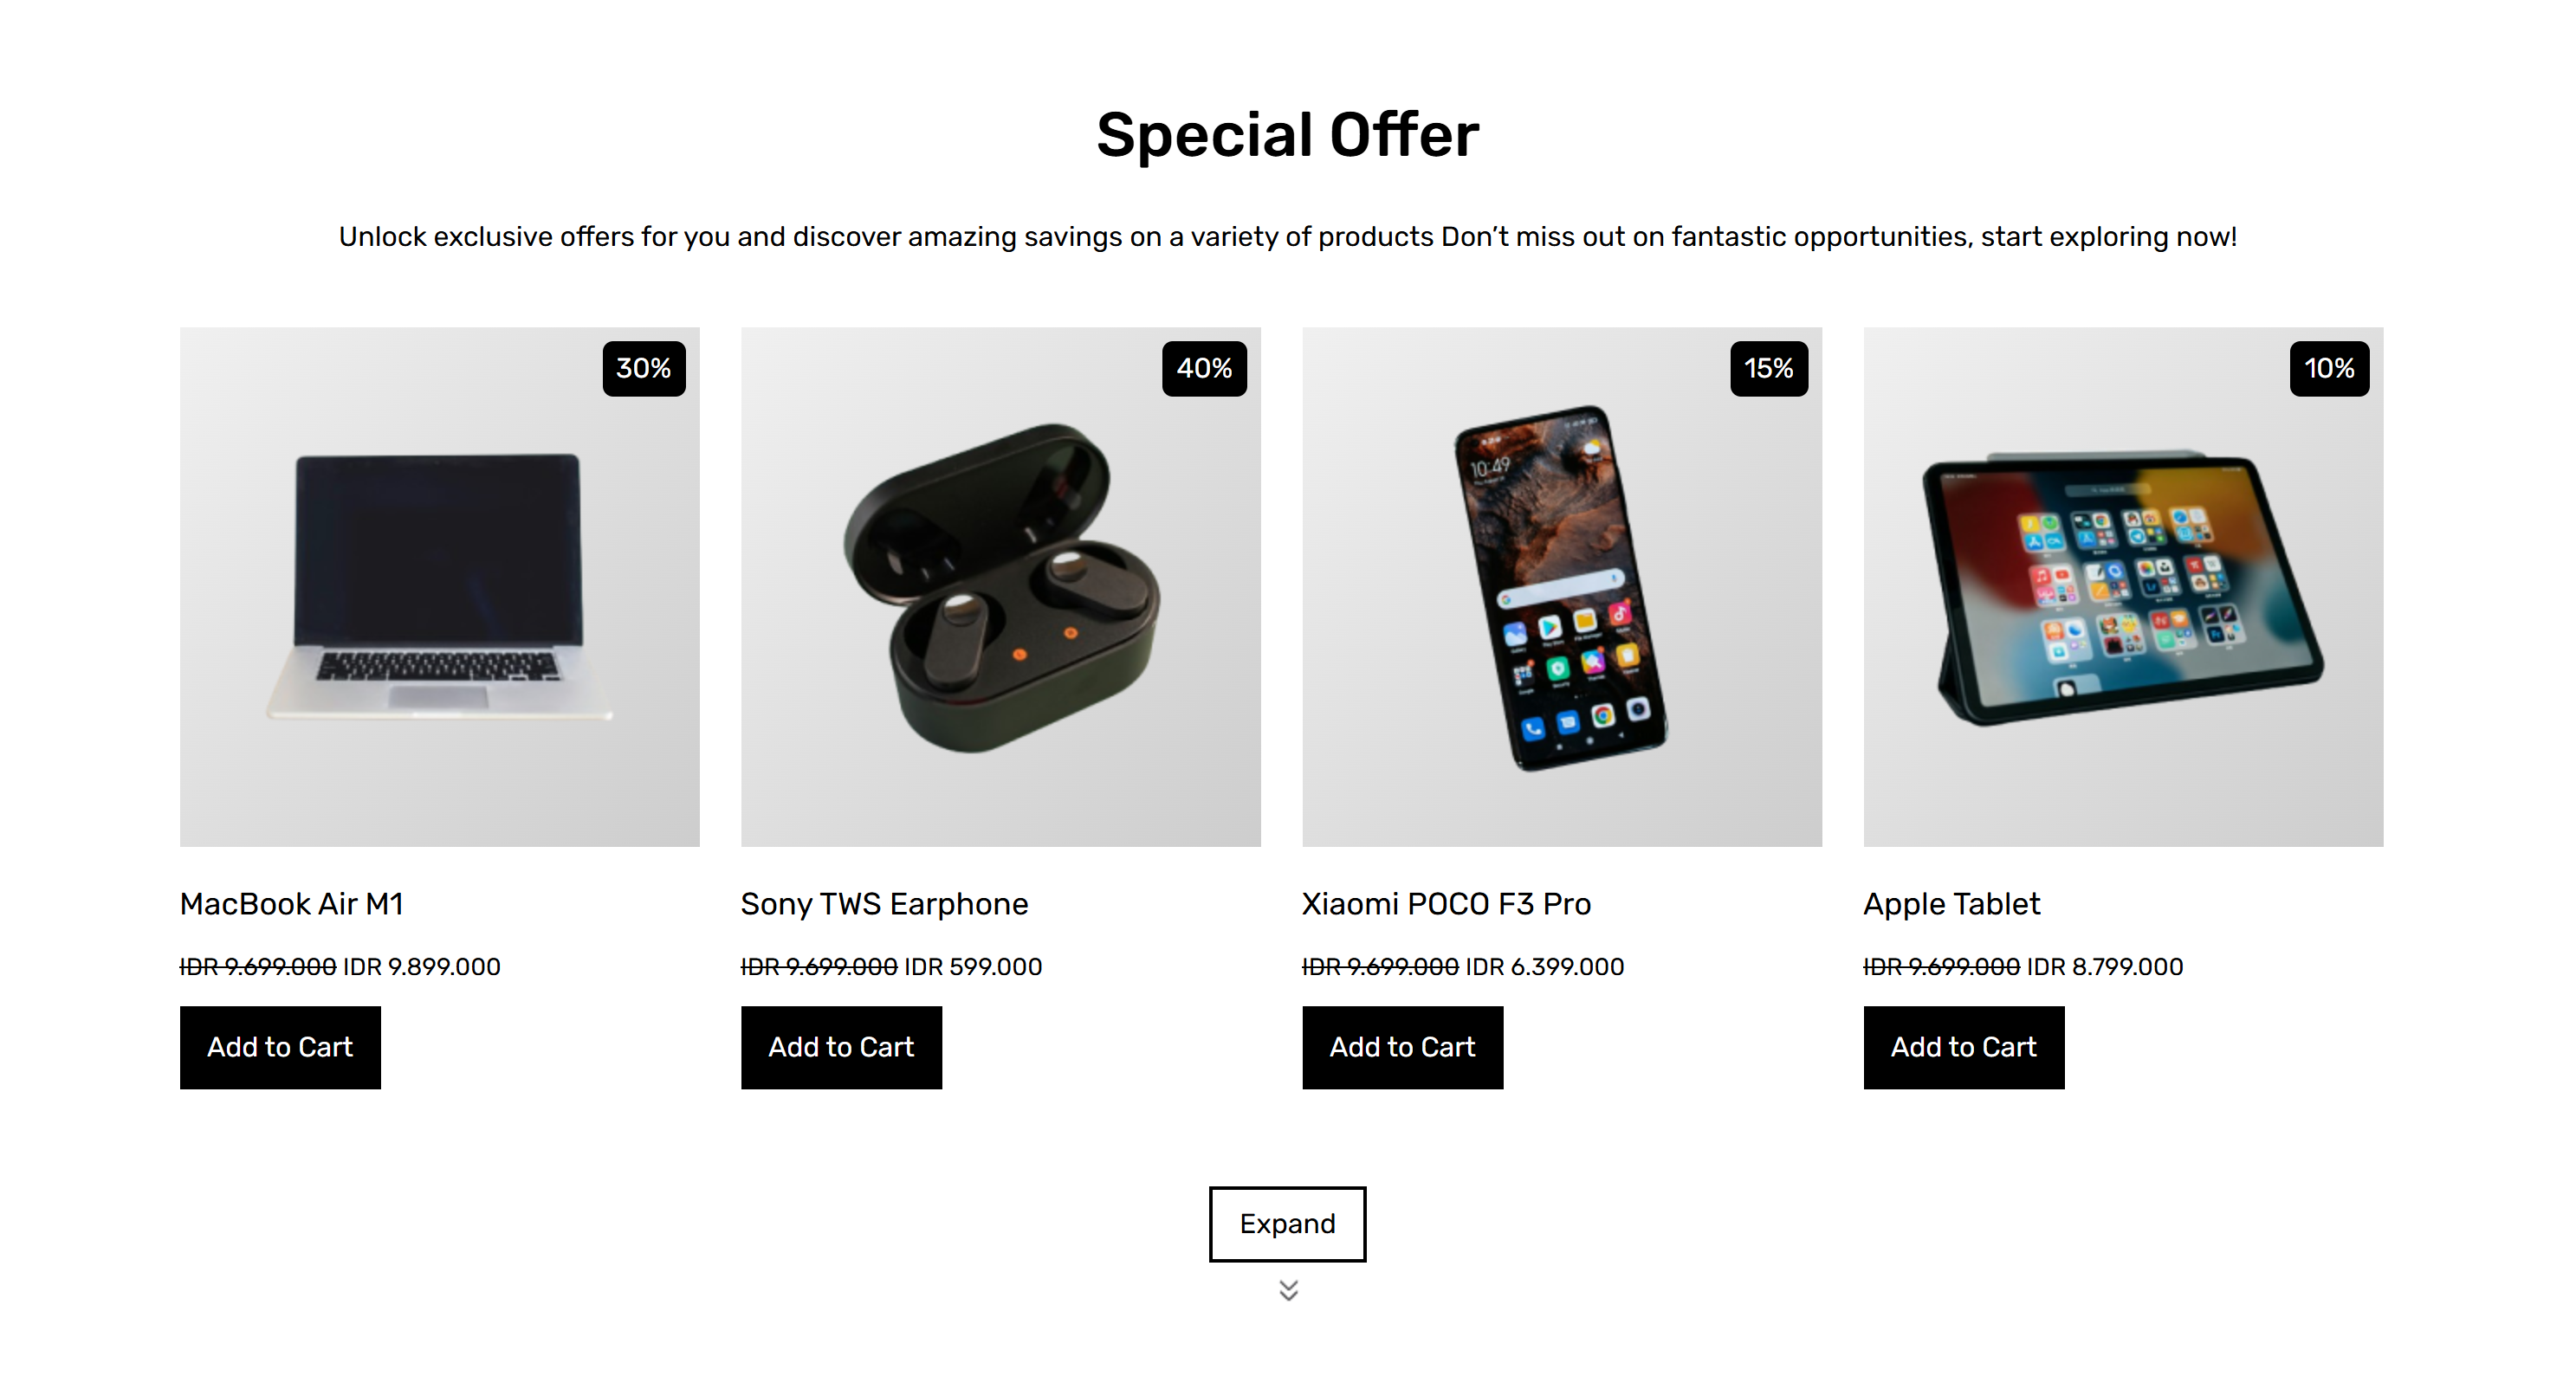 Special Offer
Unlock exclusive offers for you and discover amazing savings on a variety of products Don’t miss out on fantastic opportunities, start exploring now!
30%
40%
15%
10%
10:49
MacBook Air M1
Sony TWS Earphone
Xiaomi POCO F3 Pro
Apple Tablet
IDR 9.699.000 IDR 9.899.000
IDR 9.699.000 IDR 599.000
IDR 9.699.000 IDR 6.399.000
IDR 9.699.000 IDR 8.799.000
Add to Cart
Add to Cart
Add to Cart
Add to Cart
Expand